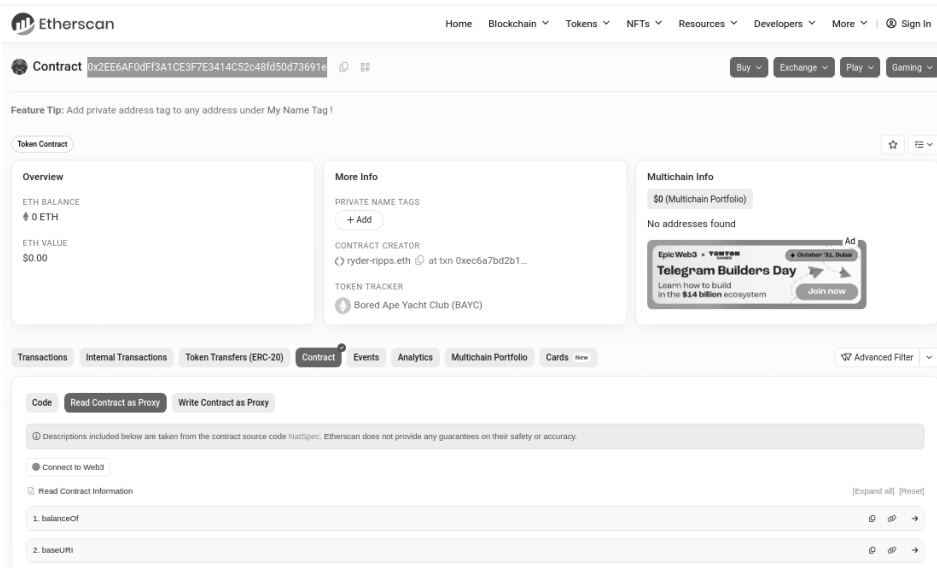 Etherscan
Home Blockchain Tokens NFTs Resources Developers More | Sign In
Contract 0x2EE6AF0dFf3A1CE3F7E3414C52c48fd50d73691e
Buy Exchange Play Gaming
Feature Tip: Add private address tag to any address under My Name Tag !
Token Contract
Overview
ETH BALANCE
0 ETH
ETH VALUE
$0.00
More Info
PRIVATE NAME TAGS
+ Add
CONTRACT CREATOR
ryder-ripps.eth at txn 0xec6a7bd2b1...
TOKEN TRACKER
Bored Ape Yacht Club (BAYC)
Multichain Info
$0 (Multichain Portfolio)
No addresses found
Ad
EpicWeb3 × TONTON GAMES
October '31, Dubai
Telegram Builders Day
Learn how to build
in the $14 billion ecosystem
Join now
Transactions Internal Transactions Token Transfers (ERC-20) Contract Events Analytics Multichain Portfolio Cards New
Advanced Filter
Code Read Contract as Proxy Write Contract as Proxy
Descriptions included below are taken from the contract source code NatSpec. Etherscan does not provide any guarantees on their safety or accuracy.
Connect to Web3
Read Contract Information
[Expand all] [Reset]
1. balanceOf
2. baseURI